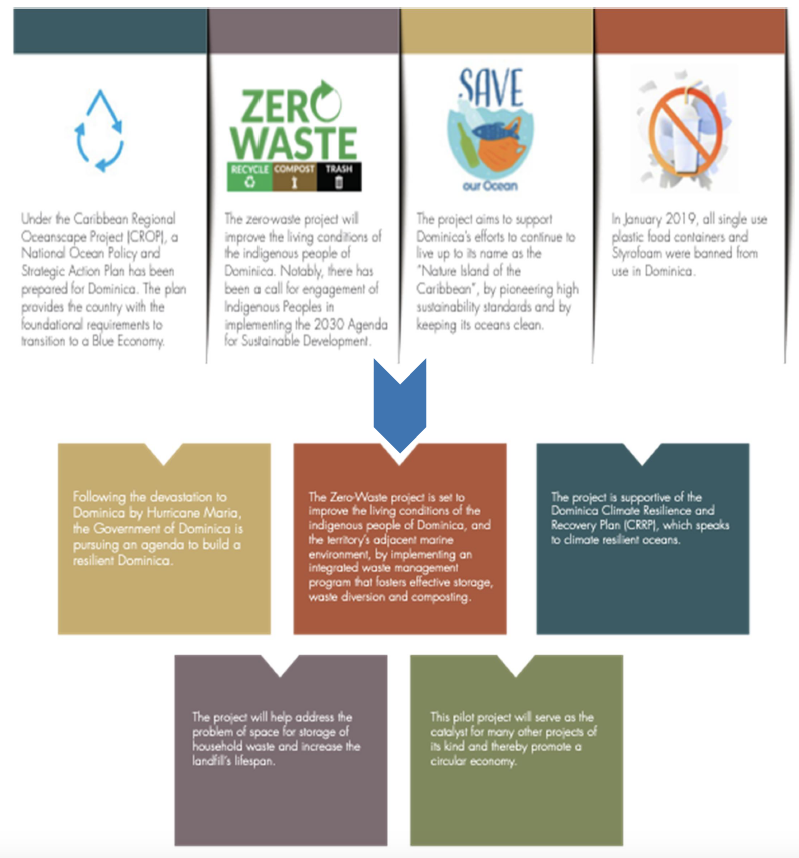 Under the Caribbean Regional
Oceanscape Project (CROP), a
National Ocean Policy and
Strategic Action Plan has been
prepared for Dominica. The plan
provides the country with the
foundational requirements to
transition to a Blue Economy.
ZERO
WASTE
RECYCLE COMPOST TRASH
The zero-waste project will
improve the living conditions of
the indigenous people of
Dominica. Notably, there has
been a call for engagement of
Indigenous Peoples in
implementing the 2030 Agenda
for Sustainable Development.
SAVE
our Ocean
The project aims to support
Dominica's efforts to continue to
live up to its name as the
"Nature Island of the
Caribbean", by pioneering high
sustainability standards and by
keeping its oceans clean.
In January 2019, all single use
plastic food containers and
Styrofoam were banned from
use in Dominica.
Following the devastation to
Dominica by Hurricane Maria,
the Government of Dominica is
pursuing an agenda to build a
resilient Dominica.
The Zero-Waste project is set to
improve the living conditions of the
indigenous people of Dominica, and
the territory's adjacent marine
environment, by implementing an
integrated waste management
program that fosters effective storage,
waste diversion and composting.
The project is supportive of the
Dominica Climate Resilience and
Recovery Plan (CRRP), which speaks
to climate resilient oceans.
The project will help address the
problem of space for storage of
household waste and increase the
landfill's lifespan.
This pilot project will serve as the
catalyst for many other projects of
its kind and thereby promote a
circular economy.